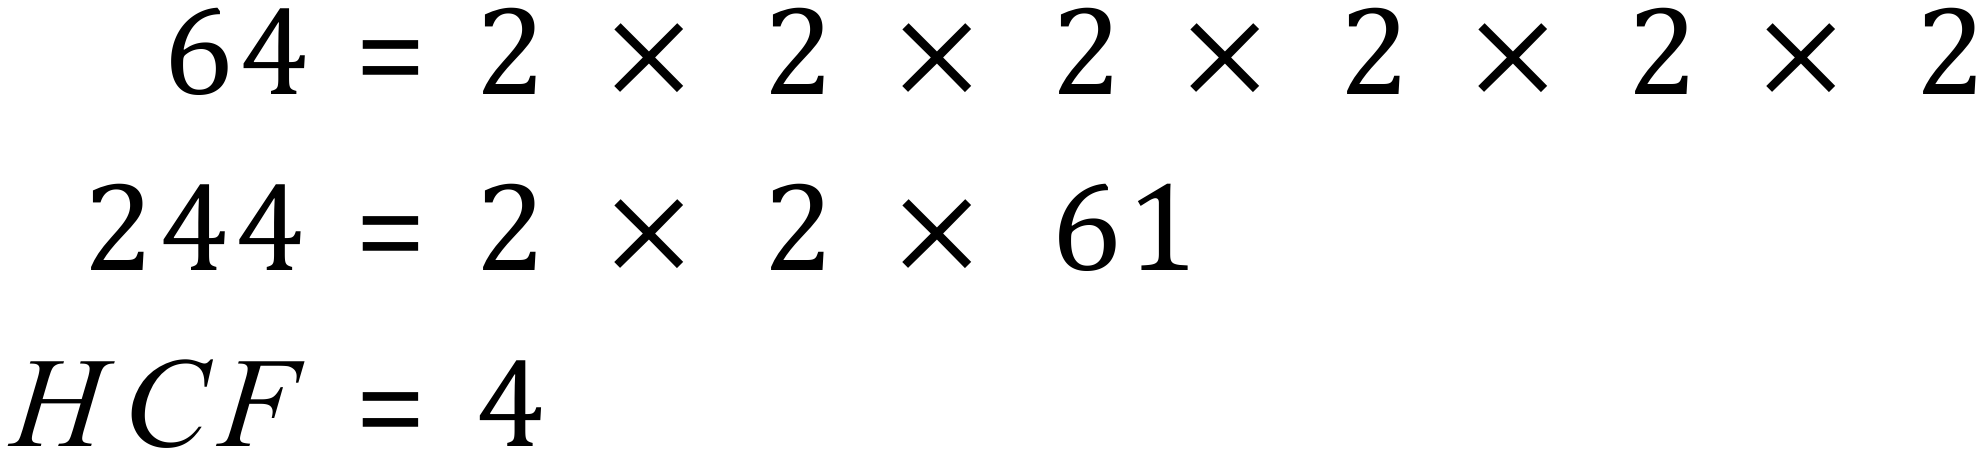 64 = 2 × 2 × 2 × 2 × 2 × 2
244 = 2 × 2 × 61
HCF = 4